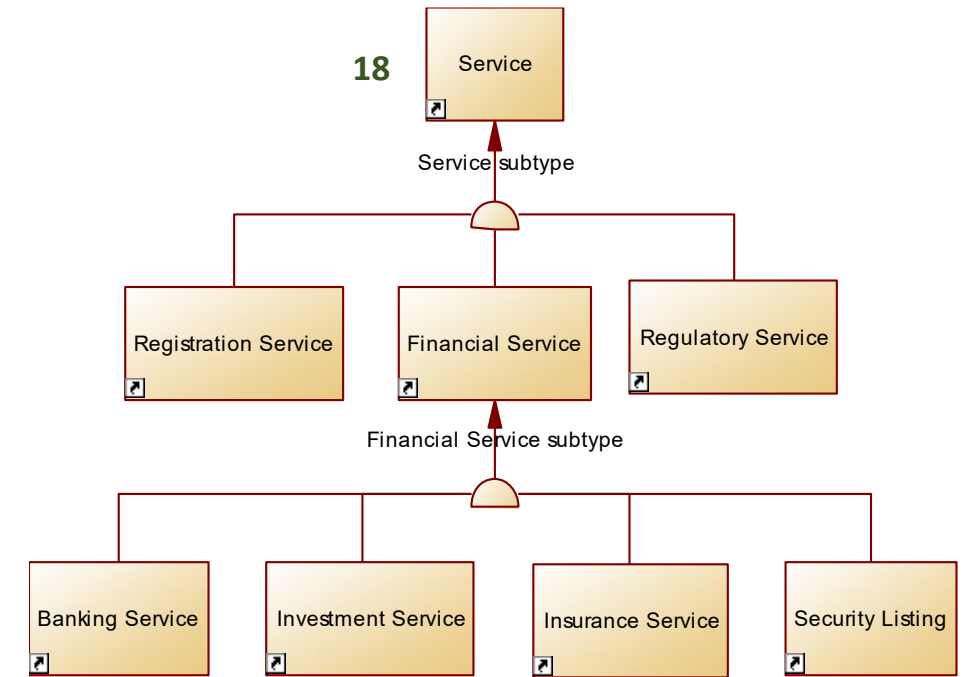 18
Service
Service subtype
Registration Service
Financial Service
Regulatory Service
Financial Service subtype
Banking Service
Investment Service
Insurance Service
Security Listing